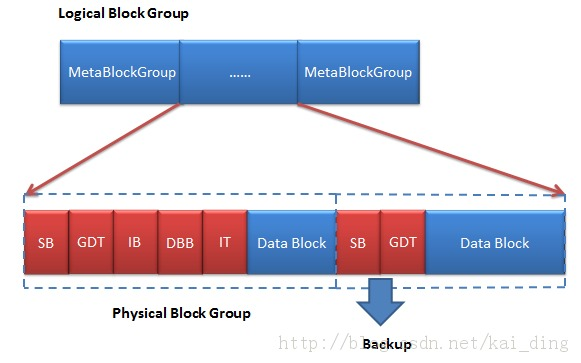 Logical Block Group
MetaBlockGroup
......
MetaBlockGroup
SB
GDT
IB
DBB
IT
Data Block
SB
GDT
Data Block
Physical Block Group
Backup
http://blog.csdn.net/kai_ding